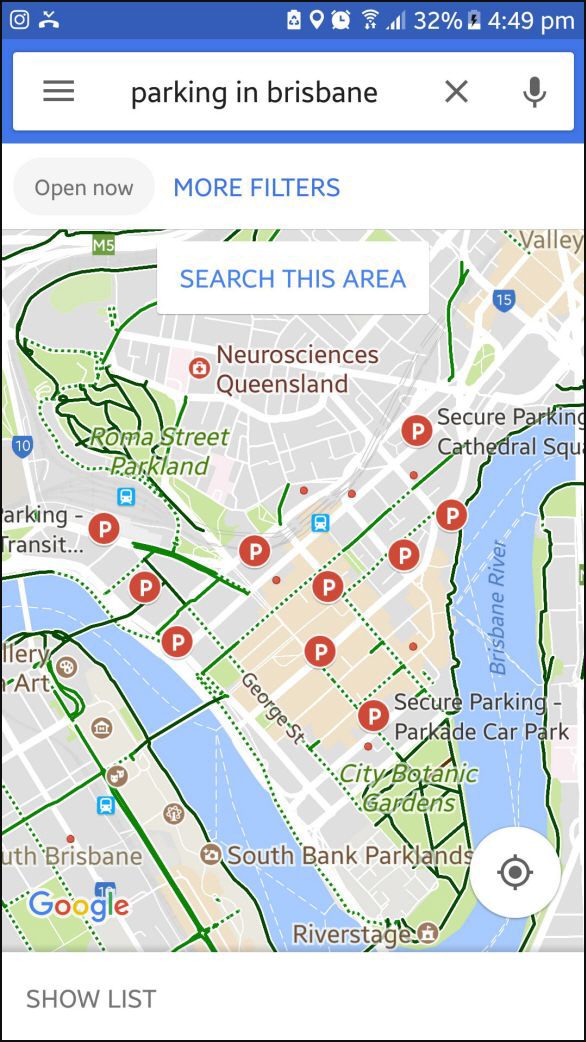 32% 4:49 pm
parking in brisbane
Open now
MORE FILTERS
M5
Valley
SEARCH THIS AREA
15
Neurosciences
Queensland
P
Secure Parking
Cathedral Squ
Roma Street
Parkland
10
P
arking -
Transit...
P
P
P
P
P
Brisbane River
P
P
llery
Art
George St
P
Secure Parking -
Parkade Car Park
City Botanic
Gardens
uth Brisbane
South Bank Parklands
Google
Riverstage
SHOW LIST